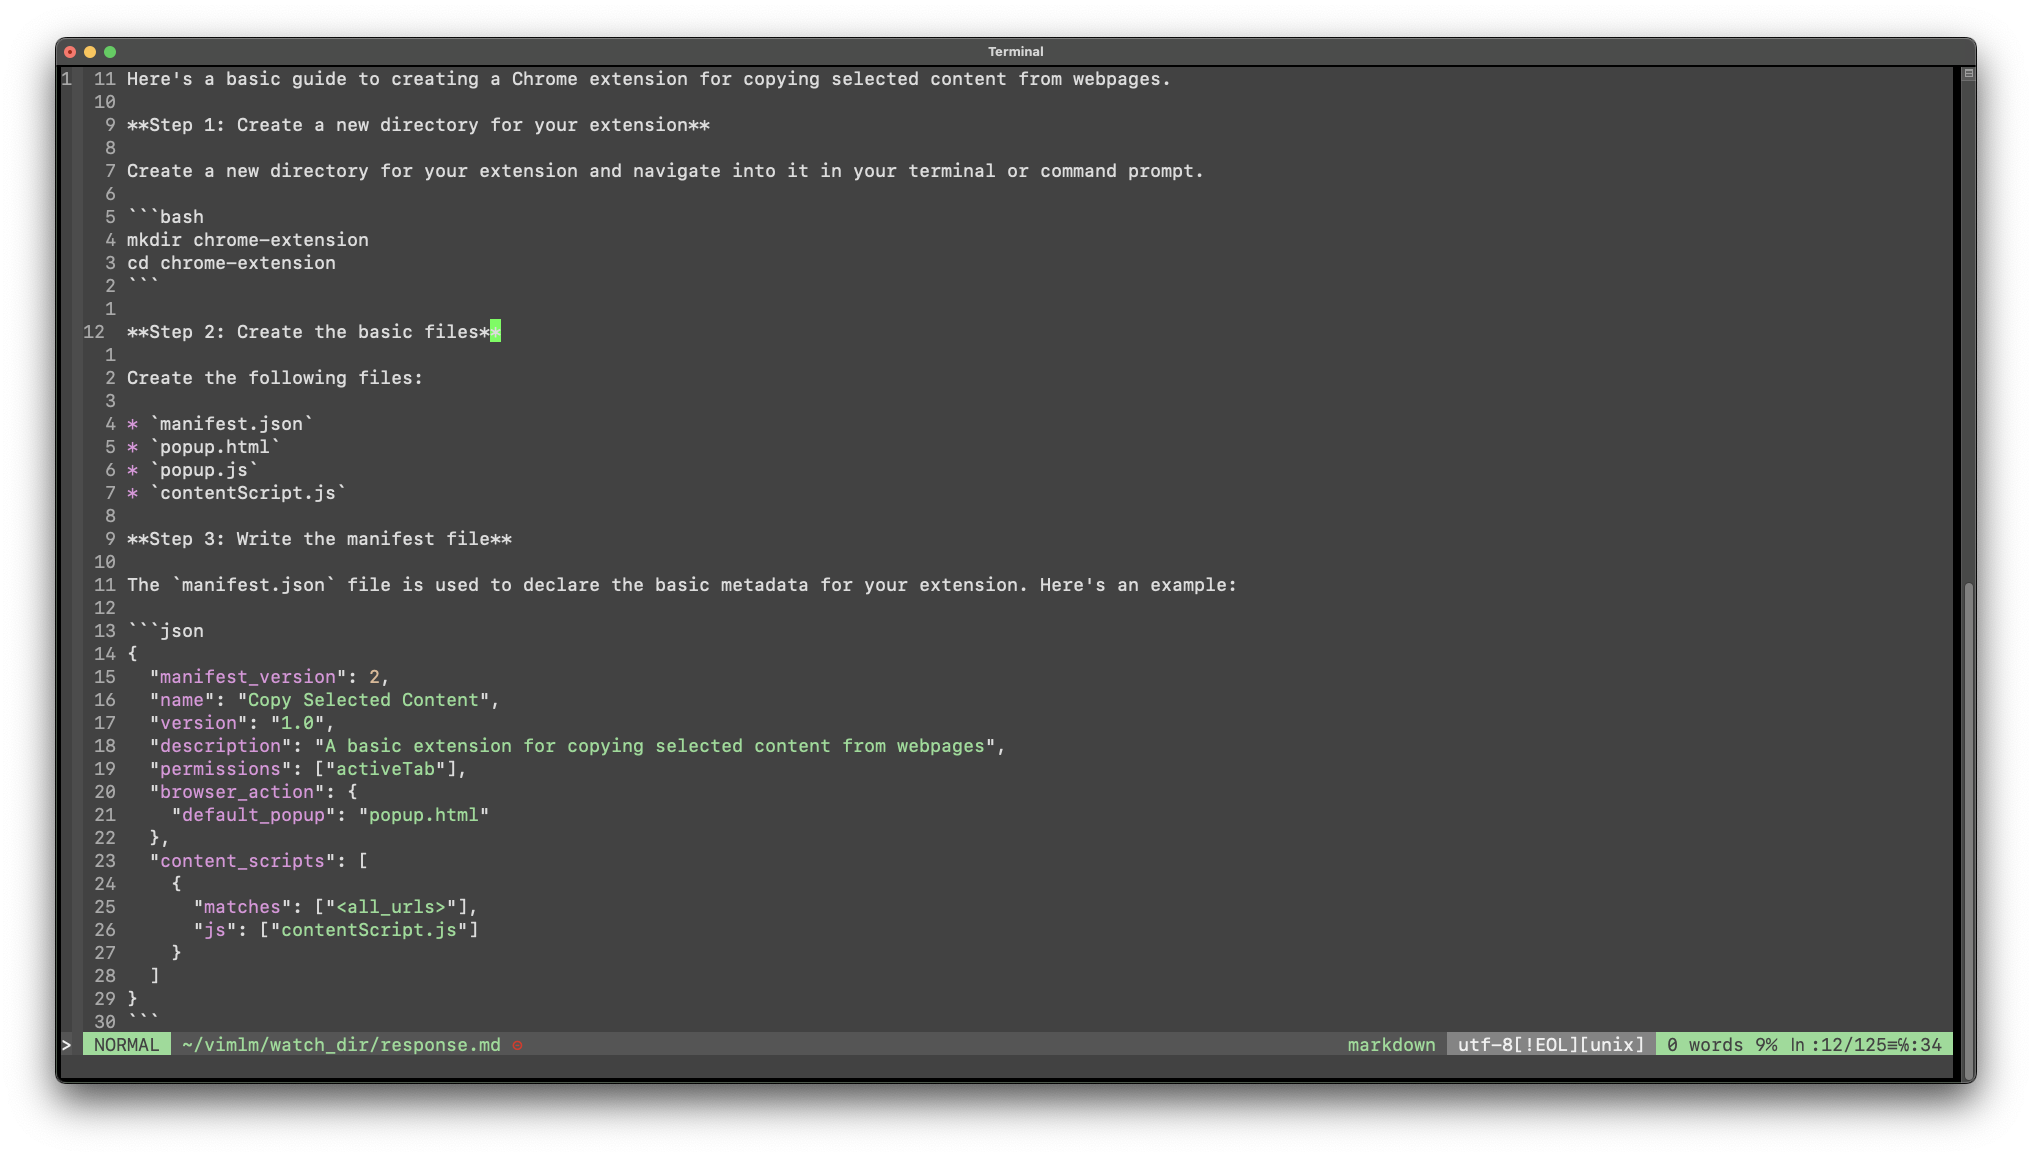 Terminal
1 11 Here's a basic guide to creating a Chrome extension for copying selected content from webpages.
10
9 **Step 1: Create a new directory for your extension**
8
7 Create a new directory for your extension and navigate into it in your terminal or command prompt.
6
5 ```bash
4 mkdir chrome-extension
3 cd chrome-extension
2 ```
1
12 **Step 2: Create the basic files**
1
2 Create the following files:
3
4 * `manifest.json`
5 * `popup.html`
6 * `popup.js`
7 * `contentScript.js`
8
9 **Step 3: Write the manifest file**
10
11 The `manifest.json` file is used to declare the basic metadata for your extension. Here's an example:
12
13 ```json
14 {
15   "manifest_version": 2,
16   "name": "Copy Selected Content",
17   "version": "1.0",
18   "description": "A basic extension for copying selected content from webpages",
19   "permissions": ["activeTab"],
20   "browser_action": {
21     "default_popup": "popup.html"
22   },
23   "content_scripts": [
24     {
25       "matches": ["<all_urls>"],
26       "js": ["contentScript.js"]
27     }
28   ]
29 }
30 ```
> NORMAL ~/vimlm/watch_dir/response.md ⚙ markdown utf-8[!EOL][unix] 0 words 9% ㏑:12/125≡℅:34